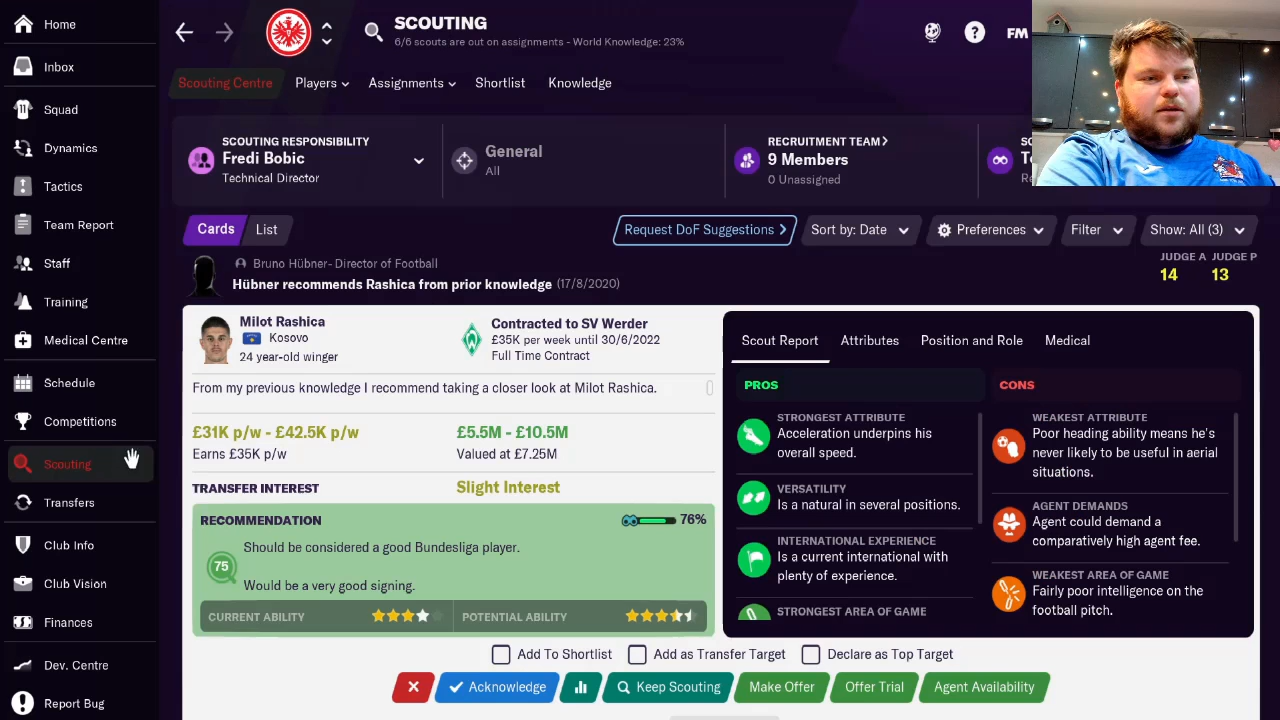 Home
Inbox
Squad
Dynamics
Tactics
Team Report
Staff
Training
Medical Centre
Schedule
Competitions
Scouting
Transfers
Club Info
Club Vision
Finances
Dev. Centre
Report Bug
SCOUTING
6/6 scouts are out on assignments - World Knowledge: 23%
FM
Scouting Centre
Players
Assignments
Shortlist
Knowledge
SCOUTING RESPONSIBILITY
Fredi Bobic
Technical Director
General
All
RECRUITMENT TEAM
9 Members
0 Unassigned
Cards
List
Request DoF Suggestions
Sort by: Date
Preferences
Filter
Show: All (3)
Bruno Hübner- Director of Football
Hübner recommends Rashica from prior knowledge (17/8/2020)
JUDGE A JUDGE P
14 13
Milot Rashica
Kosovo
24 year-old winger
Contracted to SV Werder
£35K per week until 30/6/2022
Full Time Contract
From my previous knowledge I recommend taking a closer look at Milot Rashica.
£31K p/w - £42.5K p/w
Earns £35K p/w
£5.5M - £10.5M
Valued at £7.25M
TRANSFER INTEREST
Slight Interest
RECOMMENDATION
76%
75
Should be considered a good Bundesliga player.
Would be a very good signing.
CURRENT ABILITY
POTENTIAL ABILITY
Scout Report
Attributes
Position and Role
Medical
PROS
STRONGEST ATTRIBUTE
Acceleration underpins his
overall speed.
VERSATILITY
Is a natural in several positions.
INTERNATIONAL EXPERIENCE
Is a current international with
plenty of experience.
STRONGEST AREA OF GAME
CONS
WEAKEST ATTRIBUTE
Poor heading ability means he's
never likely to be useful in aerial
situations.
AGENT DEMANDS
Agent could demand a
comparatively high agent fee.
WEAKEST AREA OF GAME
Fairly poor intelligence on the
football pitch.
Add To Shortlist
Add as Transfer Target
Declare as Top Target
Acknowledge
Keep Scouting
Make Offer
Offer Trial
Agent Availability